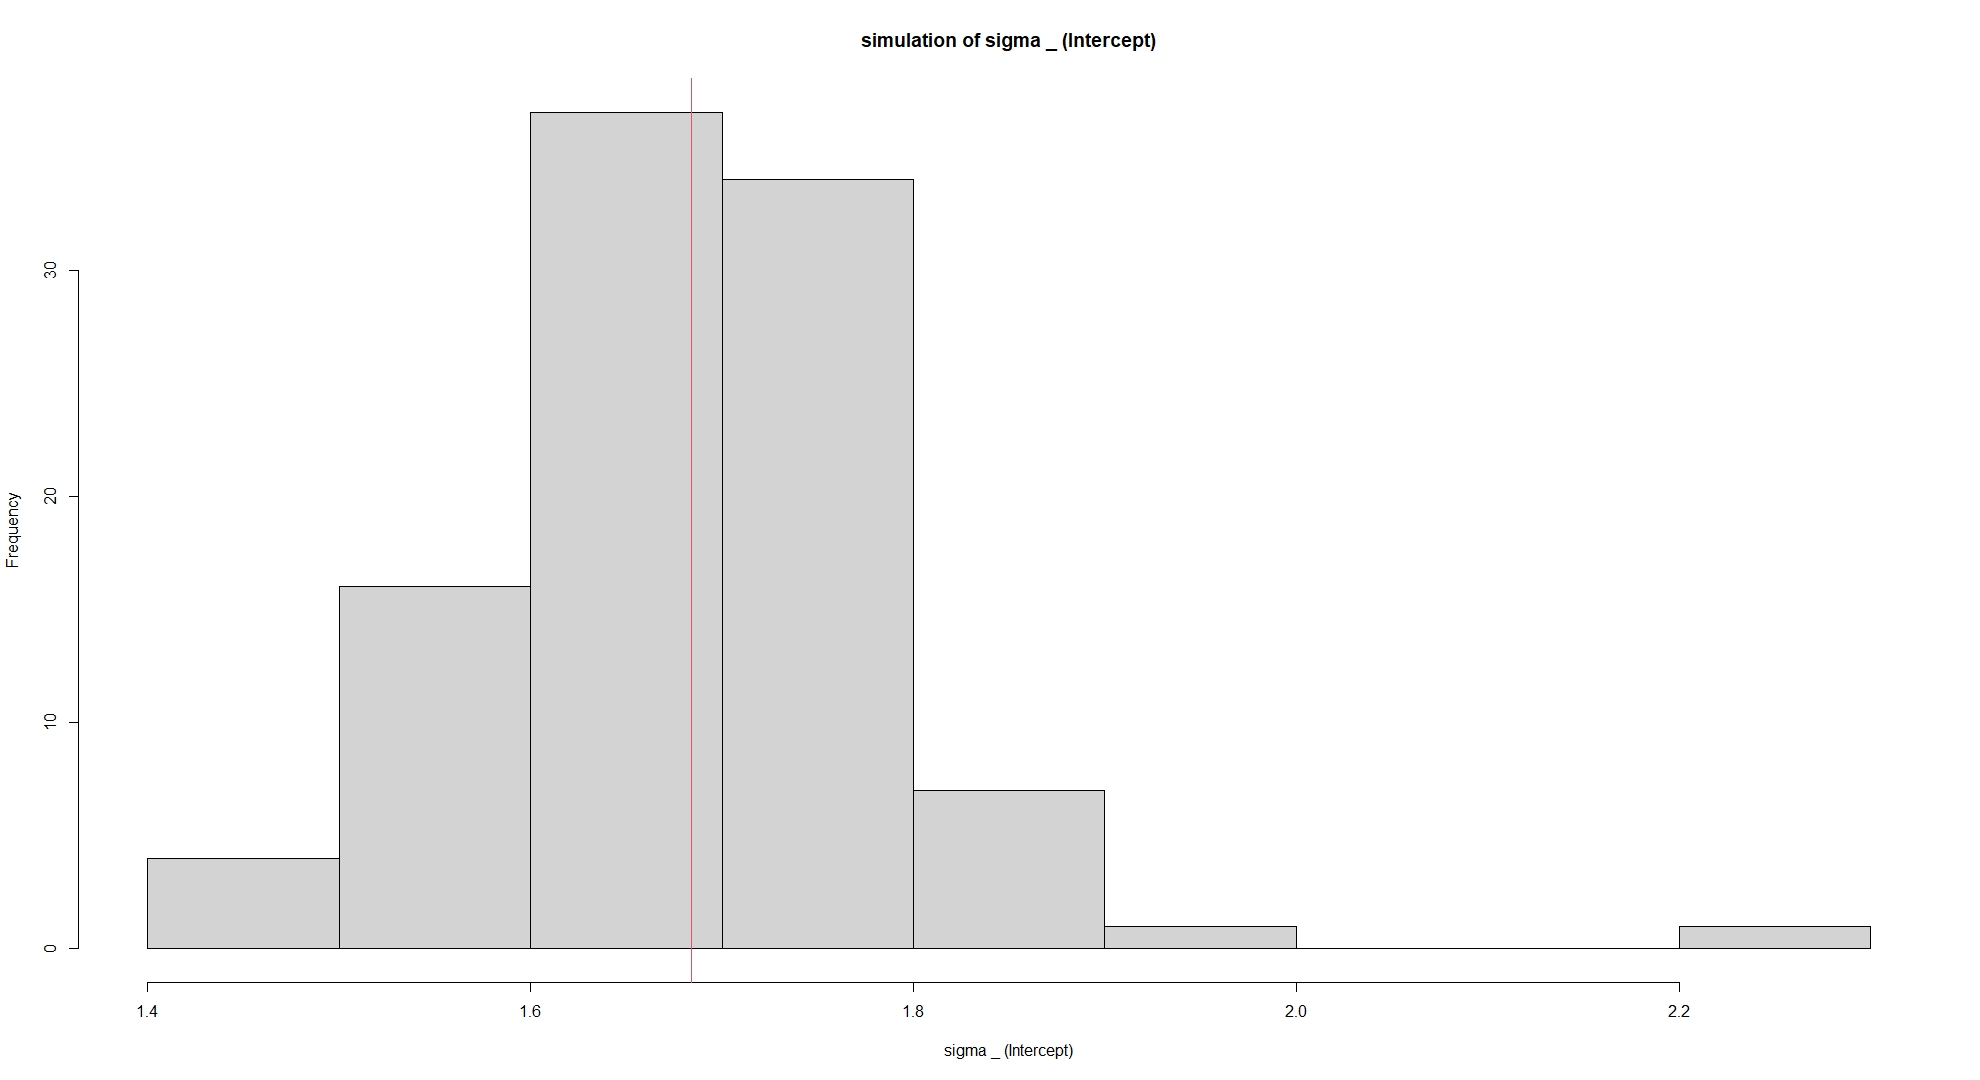 simulation of sigma _ (Intercept)
Frequency
30
20
10
0
1.4 1.6 1.8 2.0 2.2
sigma _ (Intercept)